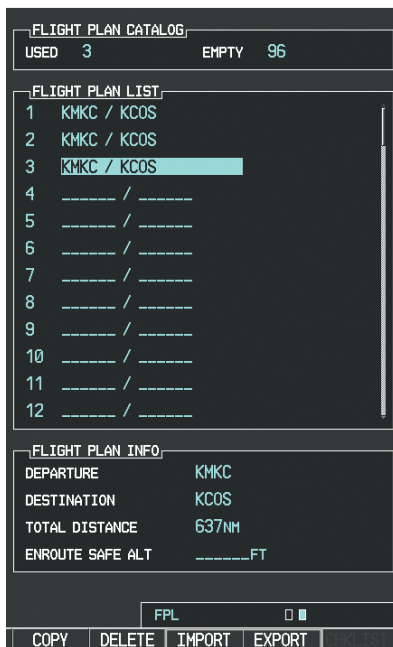 FLIGHT PLAN CATALOG
USED 3 EMPTY 96
FLIGHT PLAN LIST
1 KMKC / KCOS
2 KMKC / KCOS
3 KMKC / KCOS
4 ______ / ______
5 ______ / ______
6 ______ / ______
7 ______ / ______
8 ______ / ______
9 ______ / ______
10 ______ / ______
11 ______ / ______
12 ______ / ______
FLIGHT PLAN INFO
DEPARTURE KMKC
DESTINATION KCOS
TOTAL DISTANCE 637NM
ENROUTE SAFE ALT ______FT
FPL
COPY DELETE IMPORT EXPORT CHKLIST